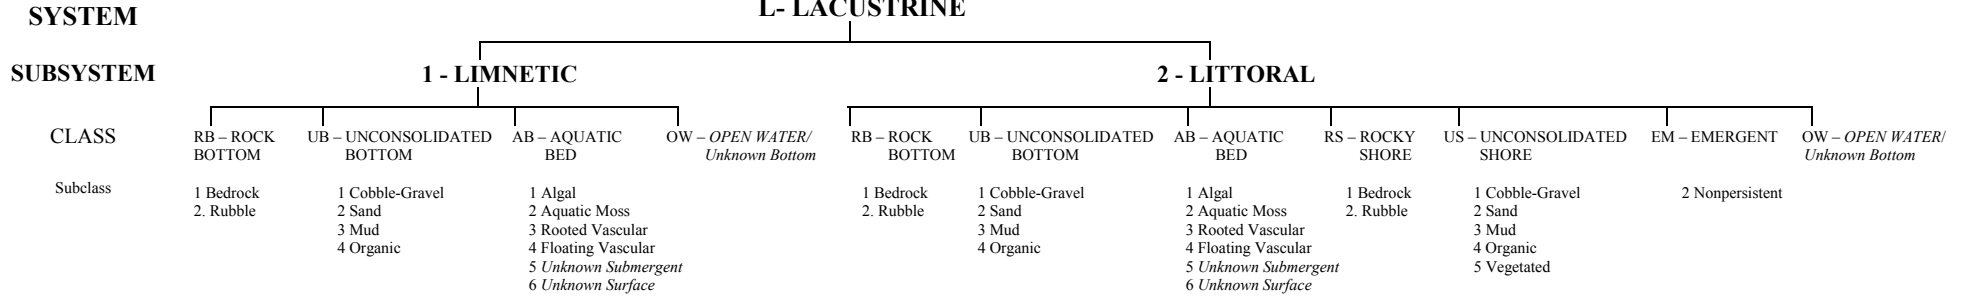 SYSTEM L- LACUSTRINE
SUBSYSTEM 1 - LIMNETIC 2 - LITTORAL
CLASS RB – ROCK UB – UNCONSOLIDATED AB – AQUATIC OW – OPEN WATER/ RB – ROCK UB – UNCONSOLIDATED AB – AQUATIC RS – ROCKY US – UNCONSOLIDATED EM – EMERGENT OW – OPEN WATER/
BOTTOM BOTTOM BED Unknown Bottom BOTTOM BOTTOM BED SHORE SHORE Unknown Bottom
Subclass 1 Bedrock 1 Cobble-Gravel 1 Algal 1 Bedrock 1 Cobble-Gravel 1 Algal 1 Bedrock 1 Cobble-Gravel 2 Nonpersistent
2. Rubble 2 Sand 2 Aquatic Moss 2. Rubble 2 Sand 2 Aquatic Moss 2. Rubble 2 Sand
3 Mud 3 Rooted Vascular 3 Mud 3 Rooted Vascular 3 Mud
4 Organic 4 Floating Vascular 4 Organic 4 Floating Vascular 4 Organic
5 Unknown Submergent 5 Unknown Submergent 5 Vegetated
6 Unknown Surface 6 Unknown Surface